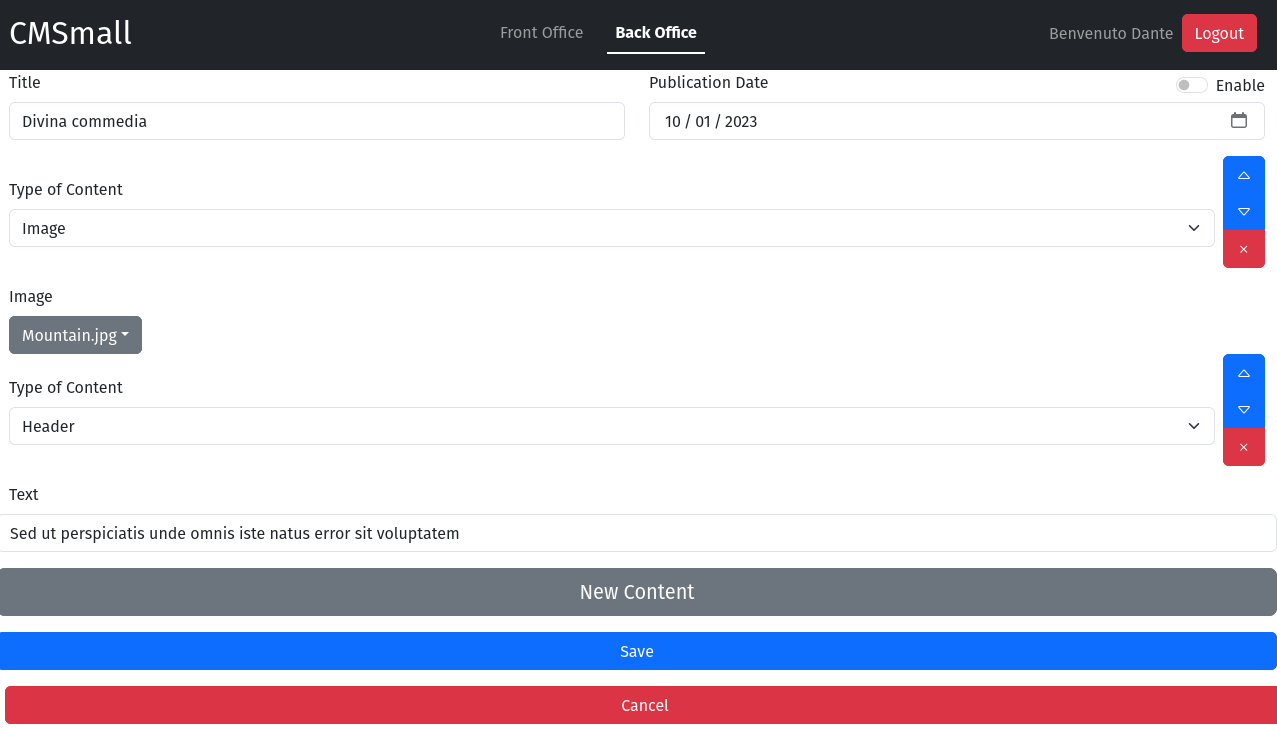 CMSmall
Front Office
Back Office
Benvenuto Dante
Logout
Title
Publication Date
Enable
Divina commedia
10 / 01 / 2023
Type of Content
Image
Image
Mountain.jpg
Type of Content
Header
Text
Sed ut perspiciatis unde omnis iste natus error sit voluptatem
New Content
Save
Cancel